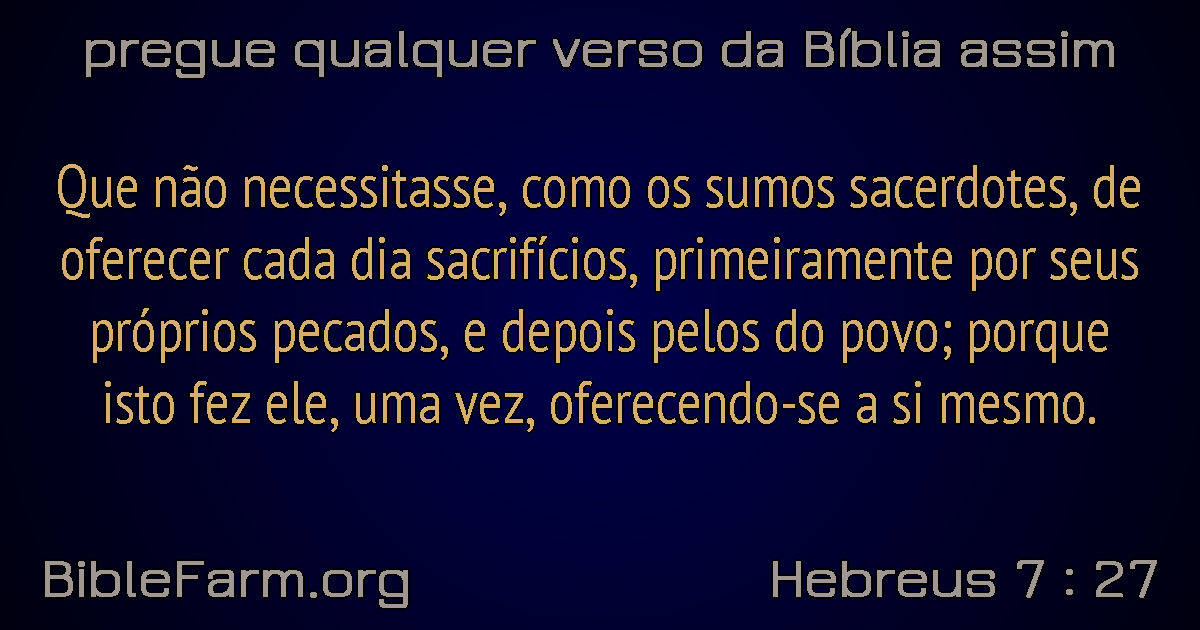 pregue qualquer verso da Bíblia assim
Que não necessitasse, como os sumos sacerdotes, de
oferecer cada dia sacrifícios, primeiramente por seus
próprios pecados, e depois pelos do povo; porque
isto fez ele, uma vez, oferecendo-se a si mesmo.
BibleFarm.org
Hebreus 7 : 27